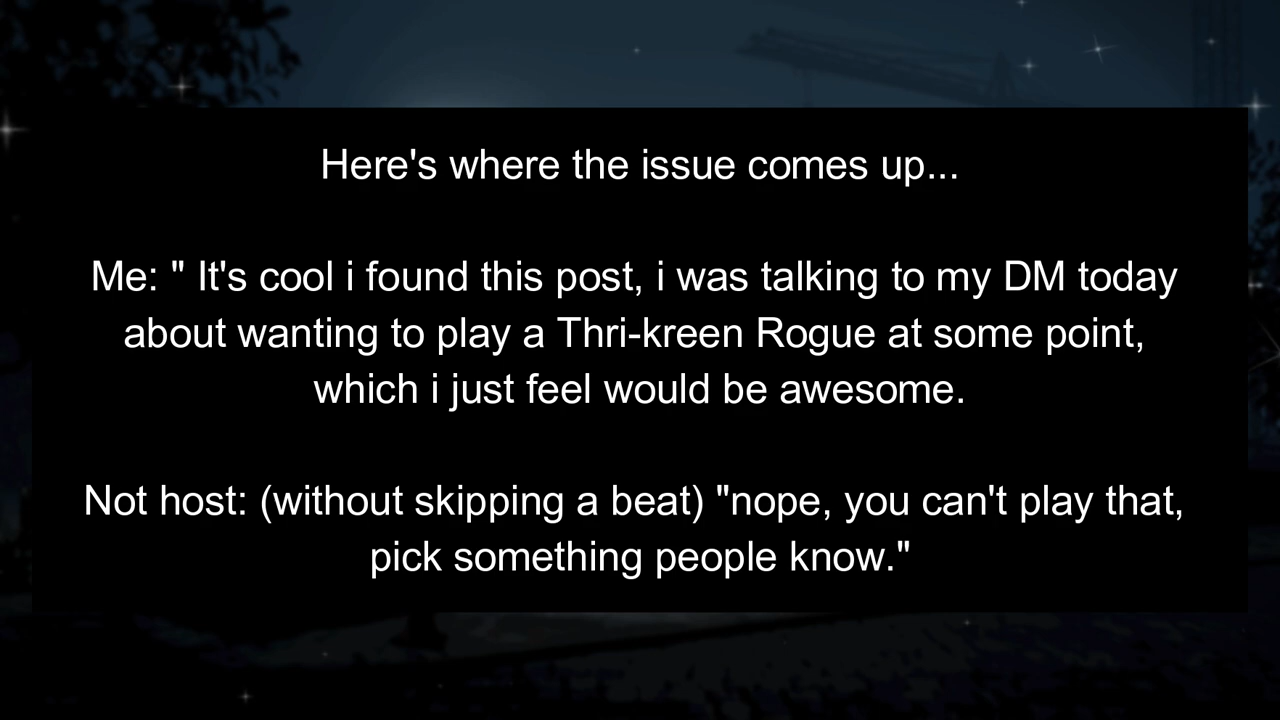 Here's where the issue comes up...
Me: " It's cool i found this post, i was talking to my DM today
about wanting to play a Thri-kreen Rogue at some point,
which i just feel would be awesome.
Not host: (without skipping a beat) "nope, you can't play that,
pick something people know."